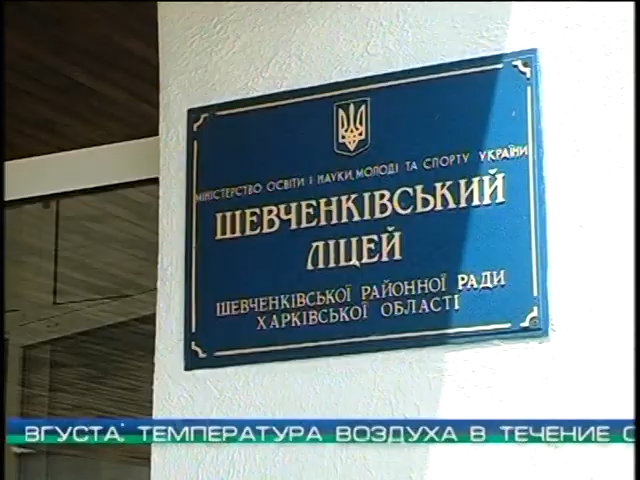 МІНІСТЕРСТВО ОСВІТИ І НАУКИ, МОЛОДІ ТА СПОРТУ УКРАЇНИ
ШЕВЧЕНКІВСЬКИЙ
ЛІЦЕЙ
ШЕВЧЕНКІВСЬКОЇ РАЙОННОЇ РАДИ
ХАРКІВСЬКОЇ ОБЛАСТІ
ВГУСТА. ТЕМПЕРАТУРА ВОЗДУХА В ТЕЧЕНИЕ С